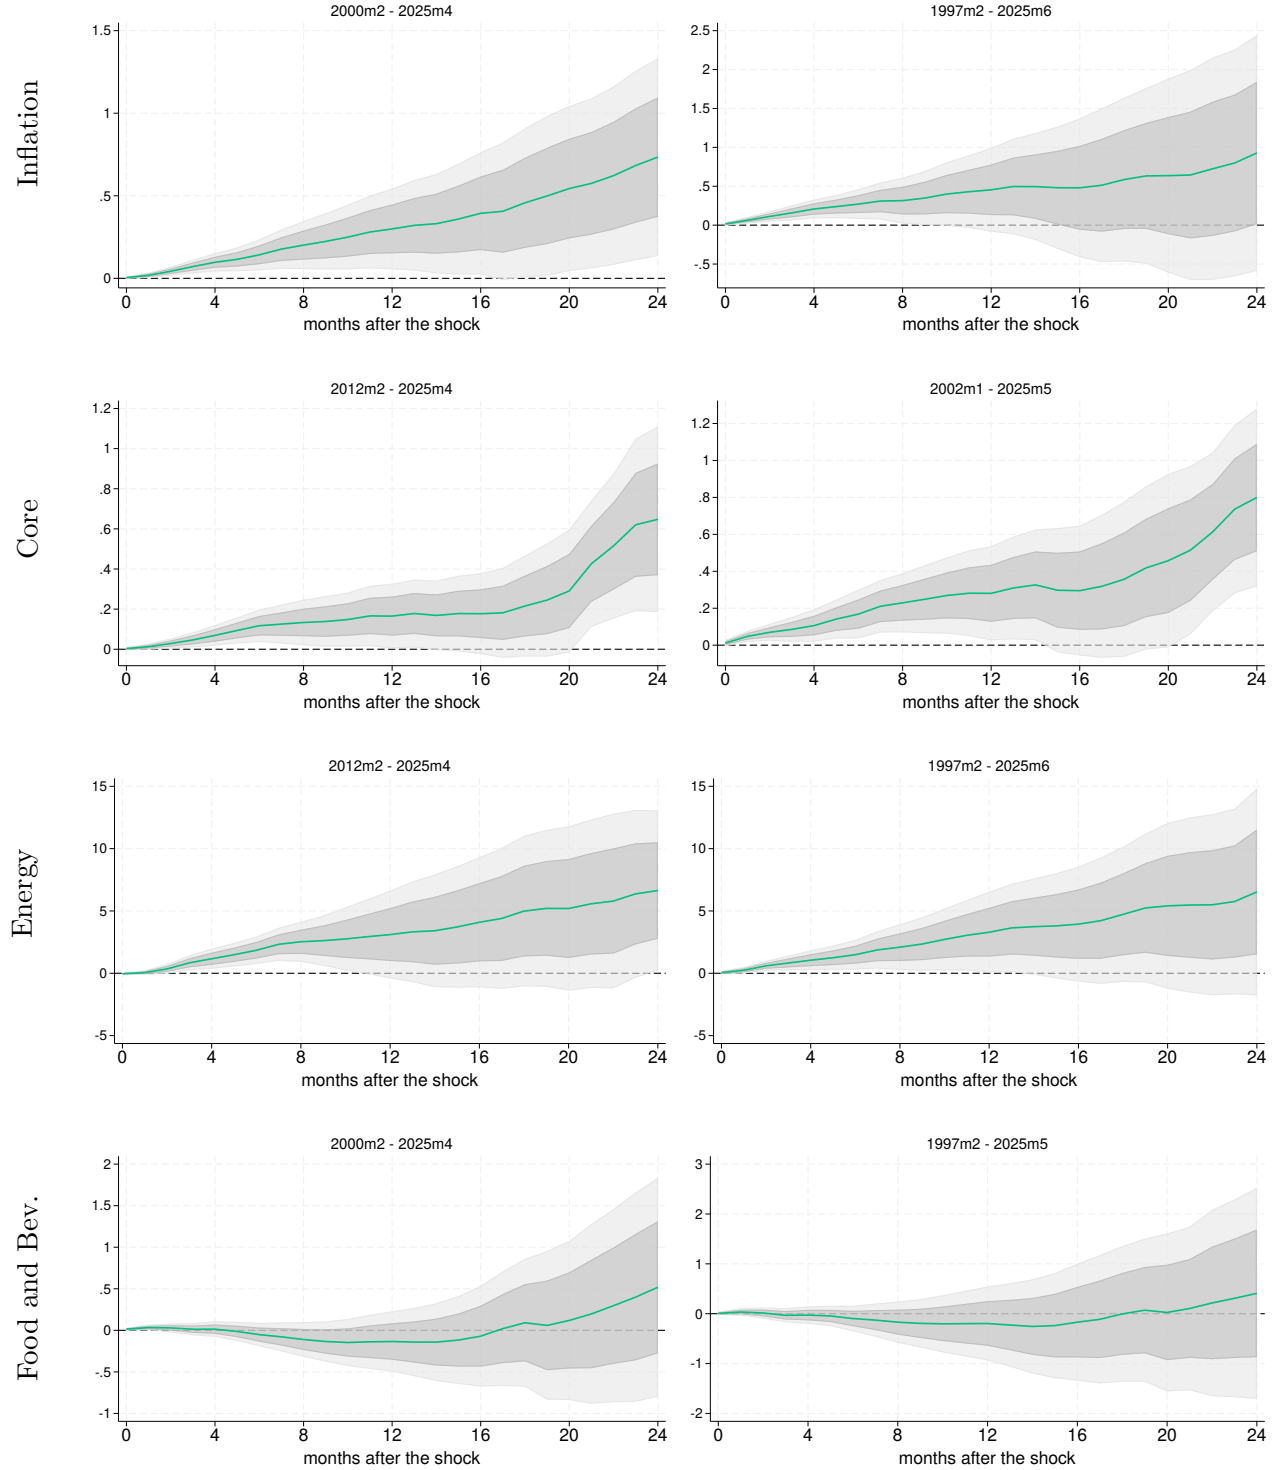 2000m2 - 2025m4
1997m2 - 2025m6
Inflation
1.5
1
.5
0
0 4 8 12 16 20 24
months after the shock
2.5
2
1.5
1
.5
0
-.5
0 4 8 12 16 20 24
months after the shock
2012m2 - 2025m4
2002m1 - 2025m5
Core
1.2
1
.8
.6
.4
.2
0
0 4 8 12 16 20 24
months after the shock
1.2
1
.8
.6
.4
.2
0
0 4 8 12 16 20 24
months after the shock
2012m2 - 2025m4
1997m2 - 2025m6
Energy
15
10
5
0
-5
0 4 8 12 16 20 24
months after the shock
15
10
5
0
-5
0 4 8 12 16 20 24
months after the shock
2000m2 - 2025m4
1997m2 - 2025m5
Food and Bev.
2
1.5
1
.5
0
-.5
-1
0 4 8 12 16 20 24
months after the shock
3
2
1
0
-1
-2
0 4 8 12 16 20 24
months after the shock